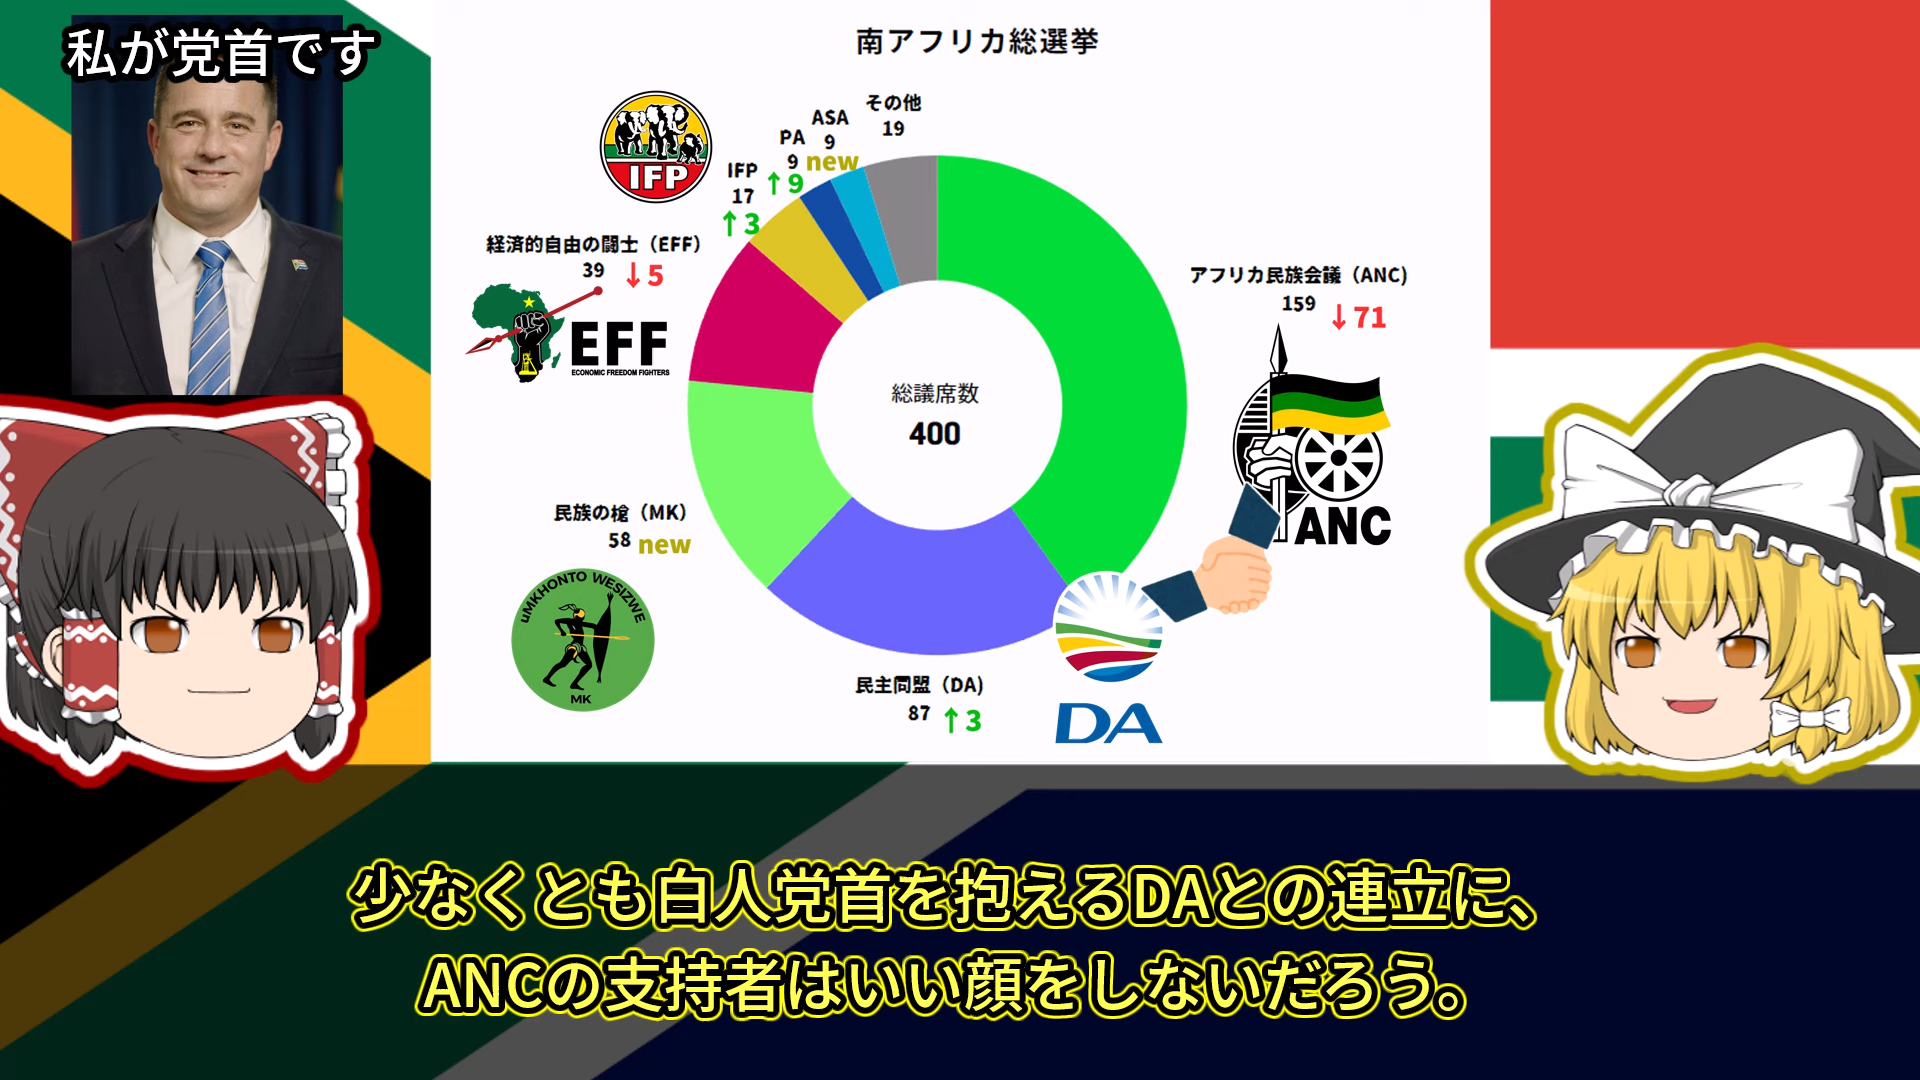 私が党首です
南アフリカ総選挙
その他
19
ASA
9
new
PA
9
↑9
IFP
17
↑3
IFP
経済的自由の闘士（EFF）
39 ↓5
EFF
ECONOMIC FREEDOM FIGHTERS
アフリカ民族会議（ANC）
159 ↓71
ANC
総議席数
400
民族の槍（MK）
58 new
uMKHONTO WESIZWE
MK
民主同盟（DA）
87 ↑3
DA
少なくとも白人党首を抱えるDAとの連立に、
ANCの支持者はいい顔をしないだろう。